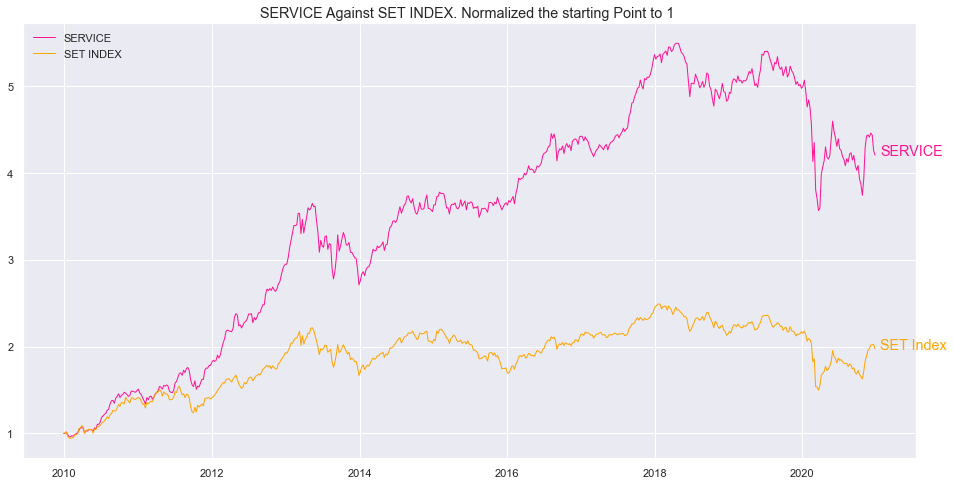 SERVICE Against SET INDEX. Normalized the starting Point to 1
SERVICE
SET INDEX
5
4
3
2
1
SERVICE
SET Index
2010 2012 2014 2016 2018 2020